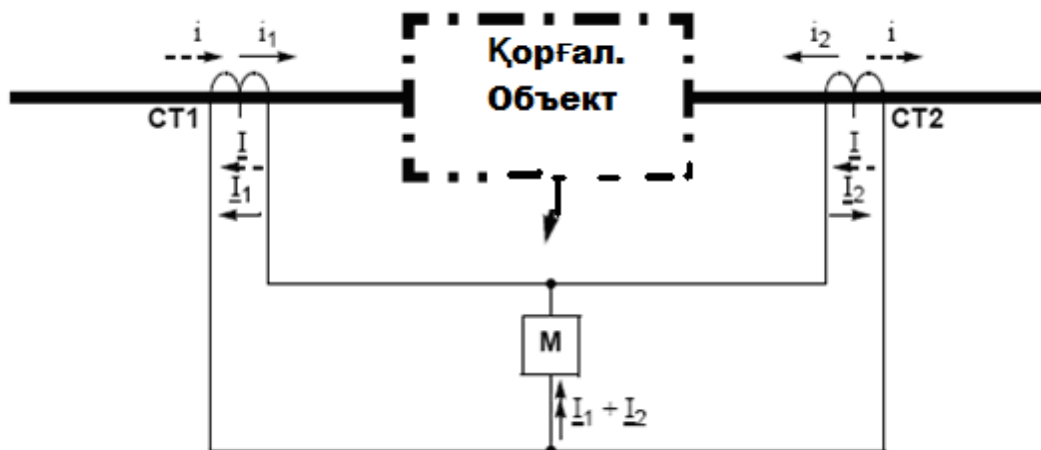 i i₁
Қорғал.
Объект
i₂ i
CT1
CT2
I
I₁
I
I₂
M
I₁ + I₂